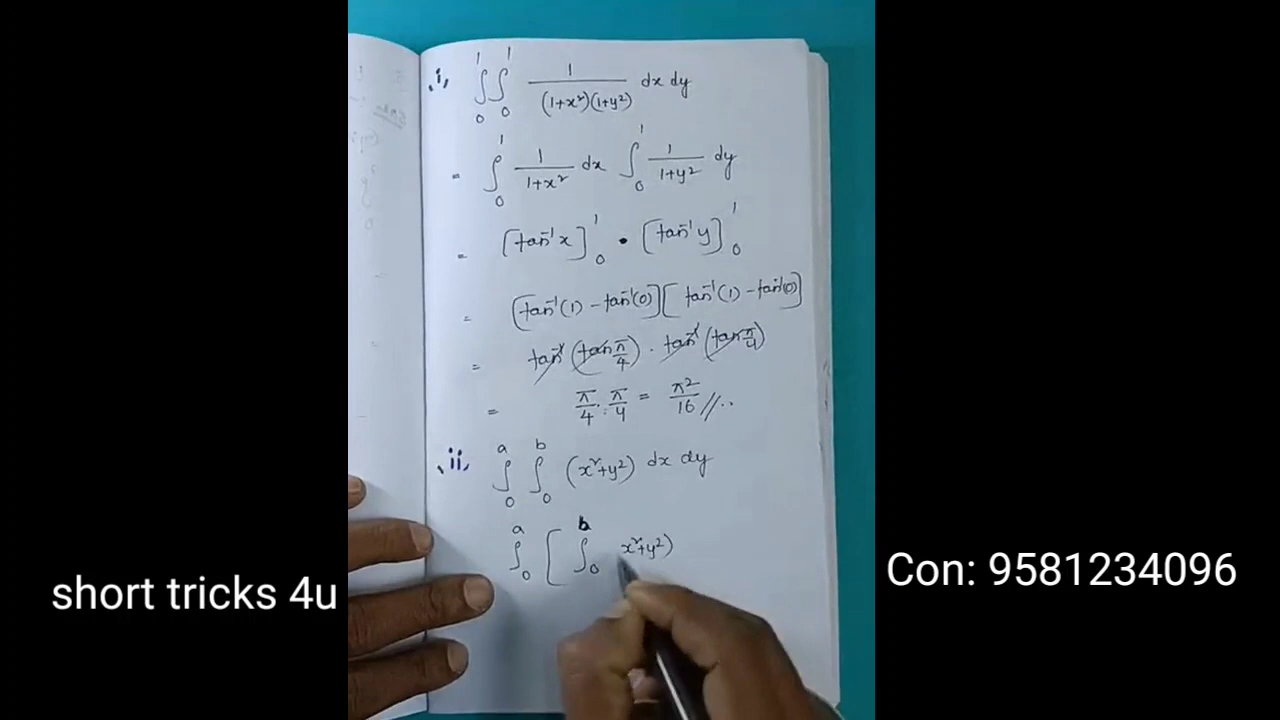 i, ∫₀¹ ∫₀¹ 1/((1+x²)(1+y²)) dx dy
= ∫₀¹ 1/(1+x²) dx ∫₀¹ 1/(1+y²) dy
= [tan⁻¹x]₀¹ · [tan⁻¹y]₀¹
= [tan⁻¹(1) – tan⁻¹(0)] [tan⁻¹(1) – tan⁻¹(0)]
= tan⁻¹(tan π/4) · tan⁻¹(tan π/4)
= π/4 · π/4 = π²/16 //..
ii, ∫₀ᵃ ∫₀ᵇ (x²+y²) dx dy
∫₀ᵃ [ ∫₀ᵇ x²+y²)
short tricks 4u
Con: 9581234096